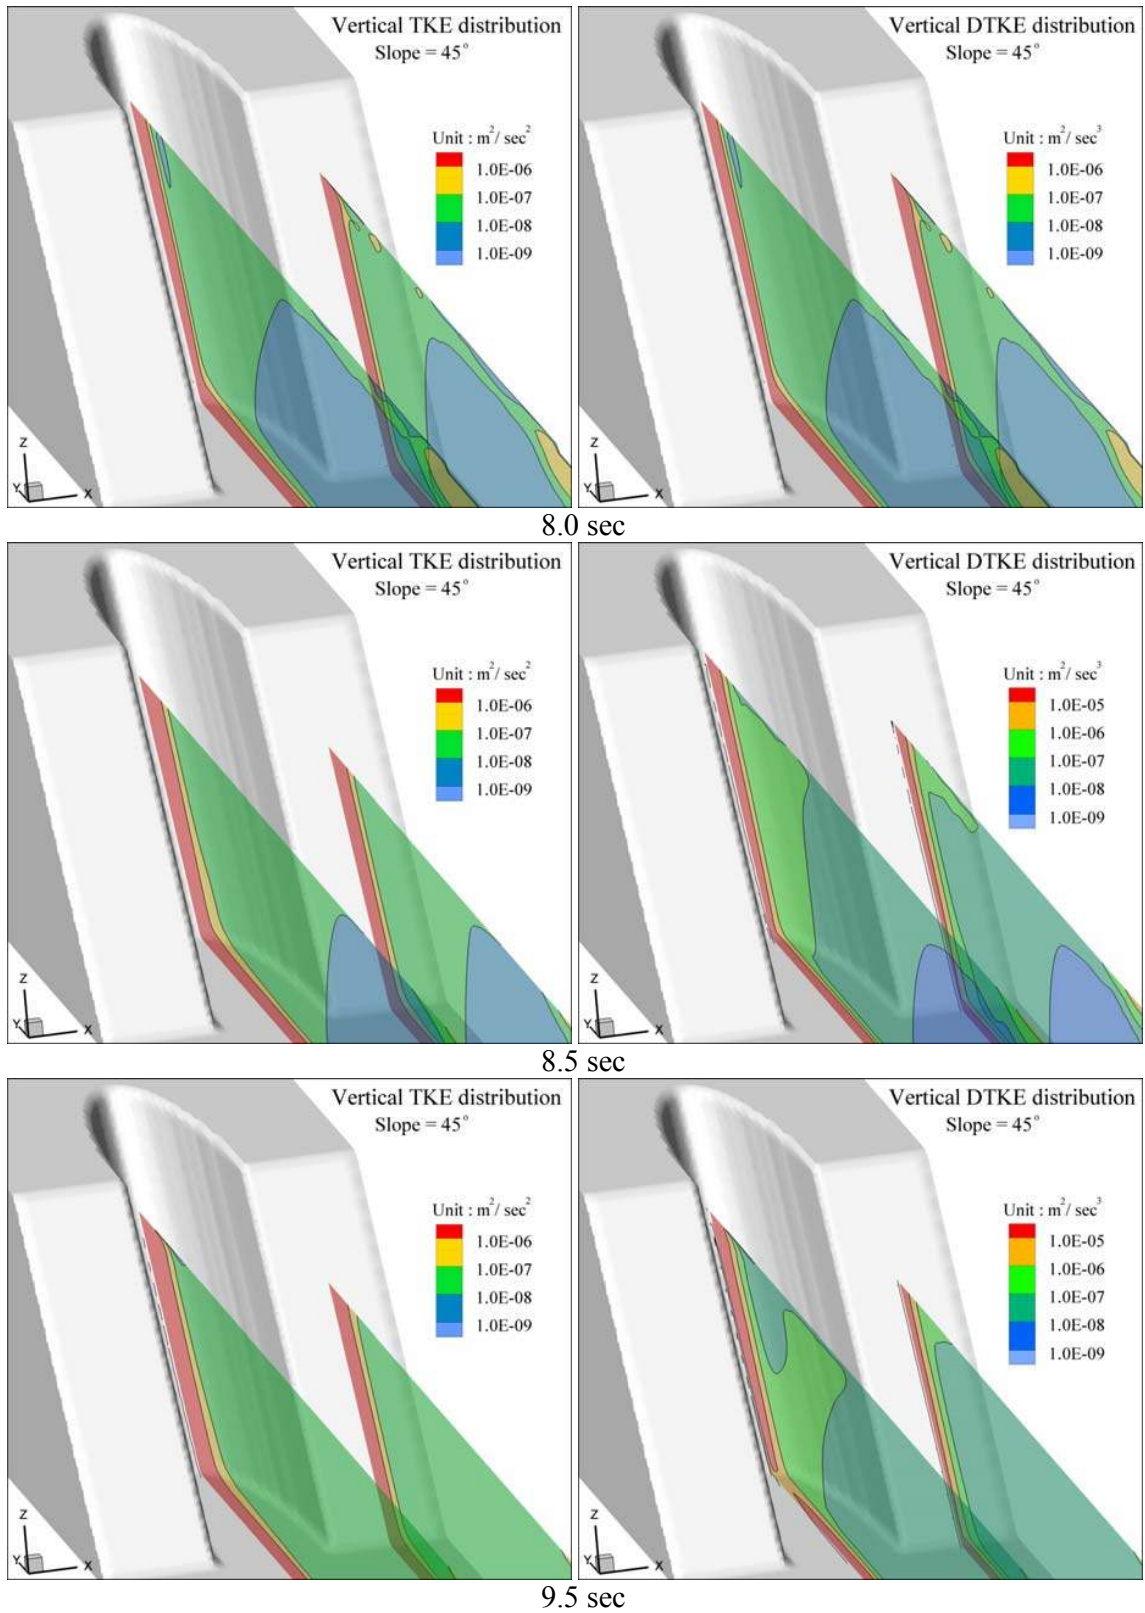 Vertical TKE distribution
Slope = 45°
Unit : m²/ sec²
1.0E-06
1.0E-07
1.0E-08
1.0E-09
Z
Y
X
Vertical DTKE distribution
Slope = 45°
Unit : m²/ sec³
1.0E-06
1.0E-07
1.0E-08
1.0E-09
Z
Y
X
8.0 sec
Vertical TKE distribution
Slope = 45°
Unit : m²/ sec²
1.0E-06
1.0E-07
1.0E-08
1.0E-09
Z
Y
X
Vertical DTKE distribution
Slope = 45°
Unit : m²/ sec³
1.0E-05
1.0E-06
1.0E-07
1.0E-08
1.0E-09
Z
Y
X
8.5 sec
Vertical TKE distribution
Slope = 45°
Unit : m²/ sec²
1.0E-06
1.0E-07
1.0E-08
1.0E-09
Z
Y
X
Vertical DTKE distribution
Slope = 45°
Unit : m²/ sec³
1.0E-05
1.0E-06
1.0E-07
1.0E-08
1.0E-09
Z
Y
X
9.5 sec